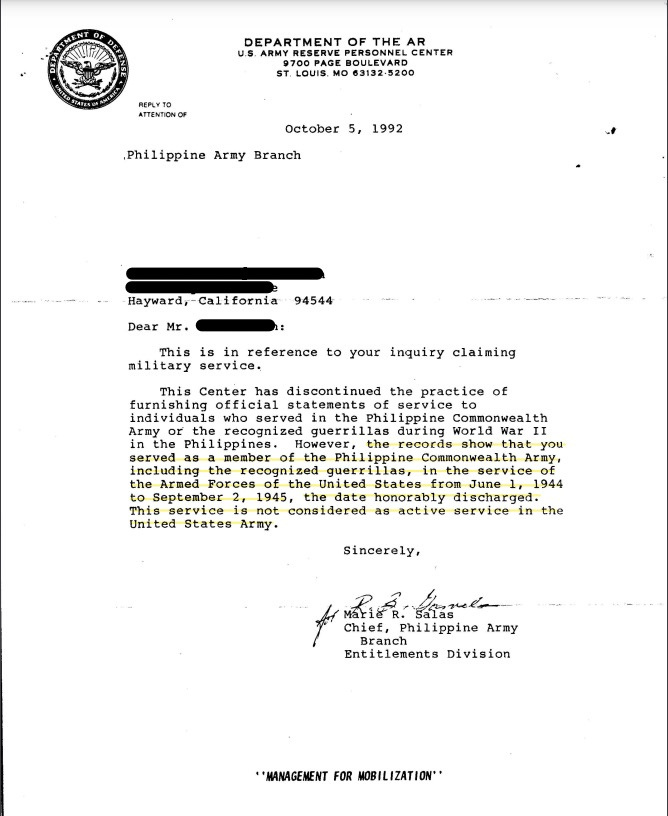 DEPARTMENT OF DEFENSE
UNITED STATES OF AMERICA
DEPARTMENT OF THE AR
U.S. ARMY RESERVE PERSONNEL CENTER
9700 PAGE BOULEVARD
ST. LOUIS, MO 63132-5200
REPLY TO
ATTENTION OF
October 5, 1992
Philippine Army Branch
Hayward, California 94544
Dear Mr. :
This is in reference to your inquiry claiming
military service.
This Center has discontinued the practice of
furnishing official statements of service to
individuals who served in the Philippine Commonwealth
Army or the recognized guerrillas during World War II
in the Philippines. However, the records show that you
served as a member of the Philippine Commonwealth Army,
including the recognized guerrillas, in the service of
the Armed Forces of the United States from June 1, 1944
to September 2, 1945, the date honorably discharged.
This service is not considered as active service in the
United States Army.
Sincerely,
for Marie R. Salas
Chief, Philippine Army
Branch
Entitlements Division
''MANAGEMENT FOR MOBILIZATION''